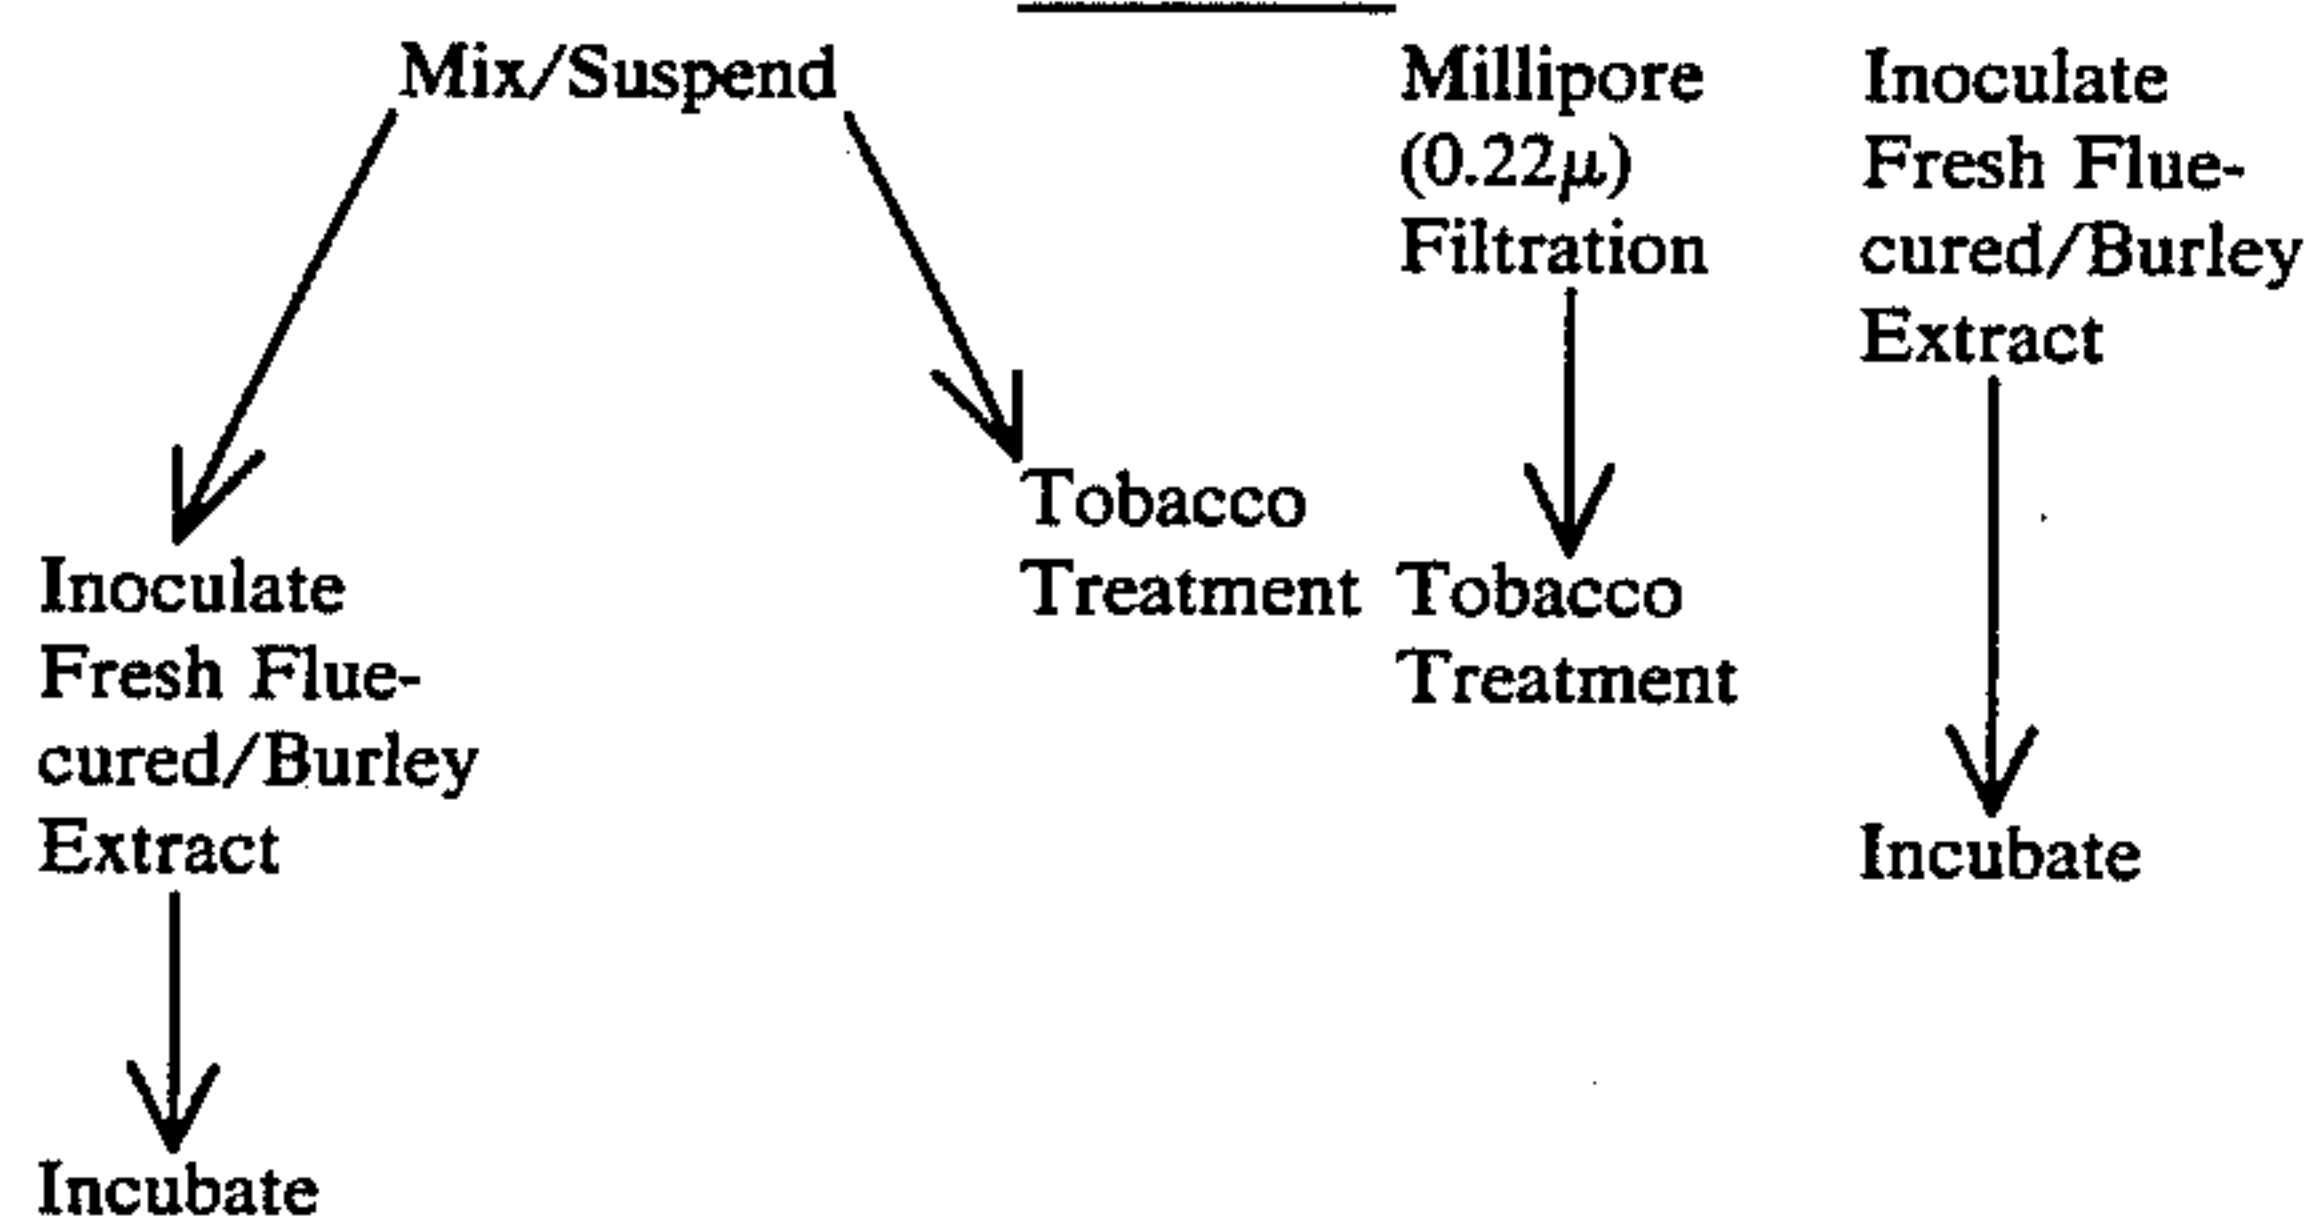 Mix/Suspend
Millipore
(0.22μ)
Filtration
Inoculate
Fresh Flue-
cured/Burley
Extract
Tobacco
Treatment
Tobacco
Treatment
Inoculate
Fresh Flue-
cured/Burley
Extract
Incubate
Incubate